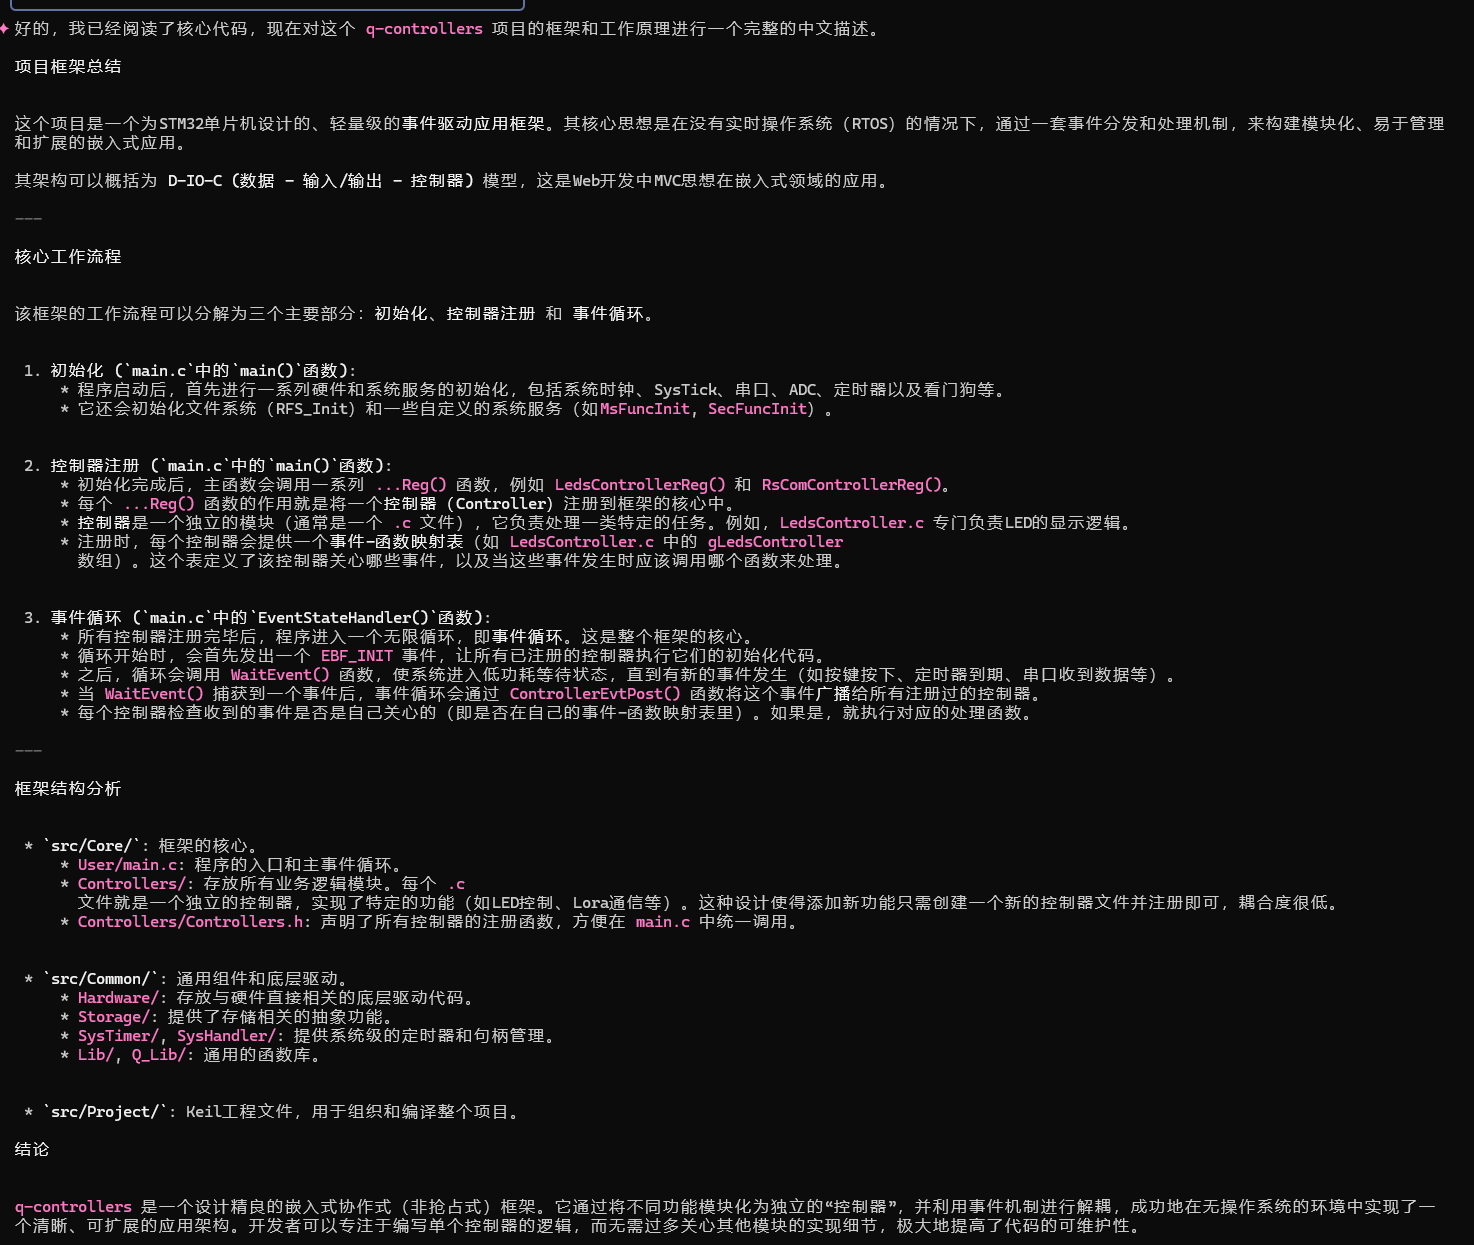 ✦ 好的，我已经阅读了核心代码，现在对这个 q-controllers 项目的框架和工作原理进行一个完整的中文描述。
项目框架总结
这个项目是一个为STM32单片机设计的、轻量级的事件驱动应用框架。其核心思想是在没有实时操作系统（RTOS）的情况下，通过一套事件分发和处理机制，来构建模块化、易于管理
和扩展的嵌入式应用。
其架构可以概括为 D-IO-C (数据 - 输入/输出 - 控制器) 模型，这是Web开发中MVC思想在嵌入式领域的应用。
---
核心工作流程
该框架的工作流程可以分解为三个主要部分：初始化、控制器注册 和 事件循环。
1. 初始化 (`main.c`中的`main()`函数):
* 程序启动后，首先进行一系列硬件和系统服务的初始化，包括系统时钟、SysTick、串口、ADC、定时器以及看门狗等。
* 它还会初始化文件系统（RFS_Init）和一些自定义的系统服务（如MsFuncInit, SecFuncInit）。
2. 控制器注册 (`main.c`中的`main()`函数):
* 初始化完成后，主函数会调用一系列 ...Reg() 函数，例如 LedsControllerReg() 和 RsComControllerReg()。
* 每个 ...Reg() 函数的作用就是将一个控制器（Controller）注册到框架的核心中。
* 控制器是一个独立的模块（通常是一个 .c 文件），它负责处理一类特定的任务。例如，LedsController.c 专门负责LED的显示逻辑。
* 注册时，每个控制器会提供一个事件-函数映射表（如 LedsController.c 中的 gLedsController
数组）。这个表定义了该控制器关心哪些事件，以及当这些事件发生时应该调用哪个函数来处理。
3. 事件循环 (`main.c`中的`EventStateHandler()`函数):
* 所有控制器注册完毕后，程序进入一个无限循环，即事件循环。这是整个框架的核心。
* 循环开始时，会首先发出一个 EBF_INIT 事件，让所有已注册的控制器执行它们的初始化代码。
* 之后，循环会调用 WaitEvent() 函数，使系统进入低功耗等待状态，直到有新的事件发生（如按键按下、定时器到期、串口收到数据等）。
* 当 WaitEvent() 捕获到一个事件后，事件循环会通过 ControllerEvtPost() 函数将这个事件广播给所有注册过的控制器。
* 每个控制器检查收到的事件是否是自己关心的（即是否在自己的事件-函数映射表里）。如果是，就执行对应的处理函数。
---
框架结构分析
* `src/Core/`: 框架的核心。
* User/main.c: 程序的入口和主事件循环。
* Controllers/: 存放所有业务逻辑模块。每个 .c
文件就是一个独立的控制器，实现了特定的功能（如LED控制、Lora通信等）。这种设计使得添加新功能只需创建一个新的控制器文件并注册即可，耦合度很低。
* Controllers/Controllers.h: 声明了所有控制器的注册函数，方便在 main.c 中统一调用。
* `src/Common/`: 通用组件和底层驱动。
* Hardware/: 存放与硬件直接相关的底层驱动代码。
* Storage/: 提供了存储相关的抽象功能。
* SysTimer/, SysHandler/: 提供系统级的定时器和句柄管理。
* Lib/, Q_Lib/: 通用的函数库。
* `src/Project/`: Keil工程文件，用于组织和编译整个项目。
结论
q-controllers 是一个设计精良的嵌入式协作式（非抢占式）框架。它通过将不同功能模块化为独立的“控制器”，并利用事件机制进行解耦，成功地在无操作系统的环境中实现了一
个清晰、可扩展的应用架构。开发者可以专注于编写单个控制器的逻辑，而无需过多关心其他模块的实现细节，极大地提高了代码的可维护性。